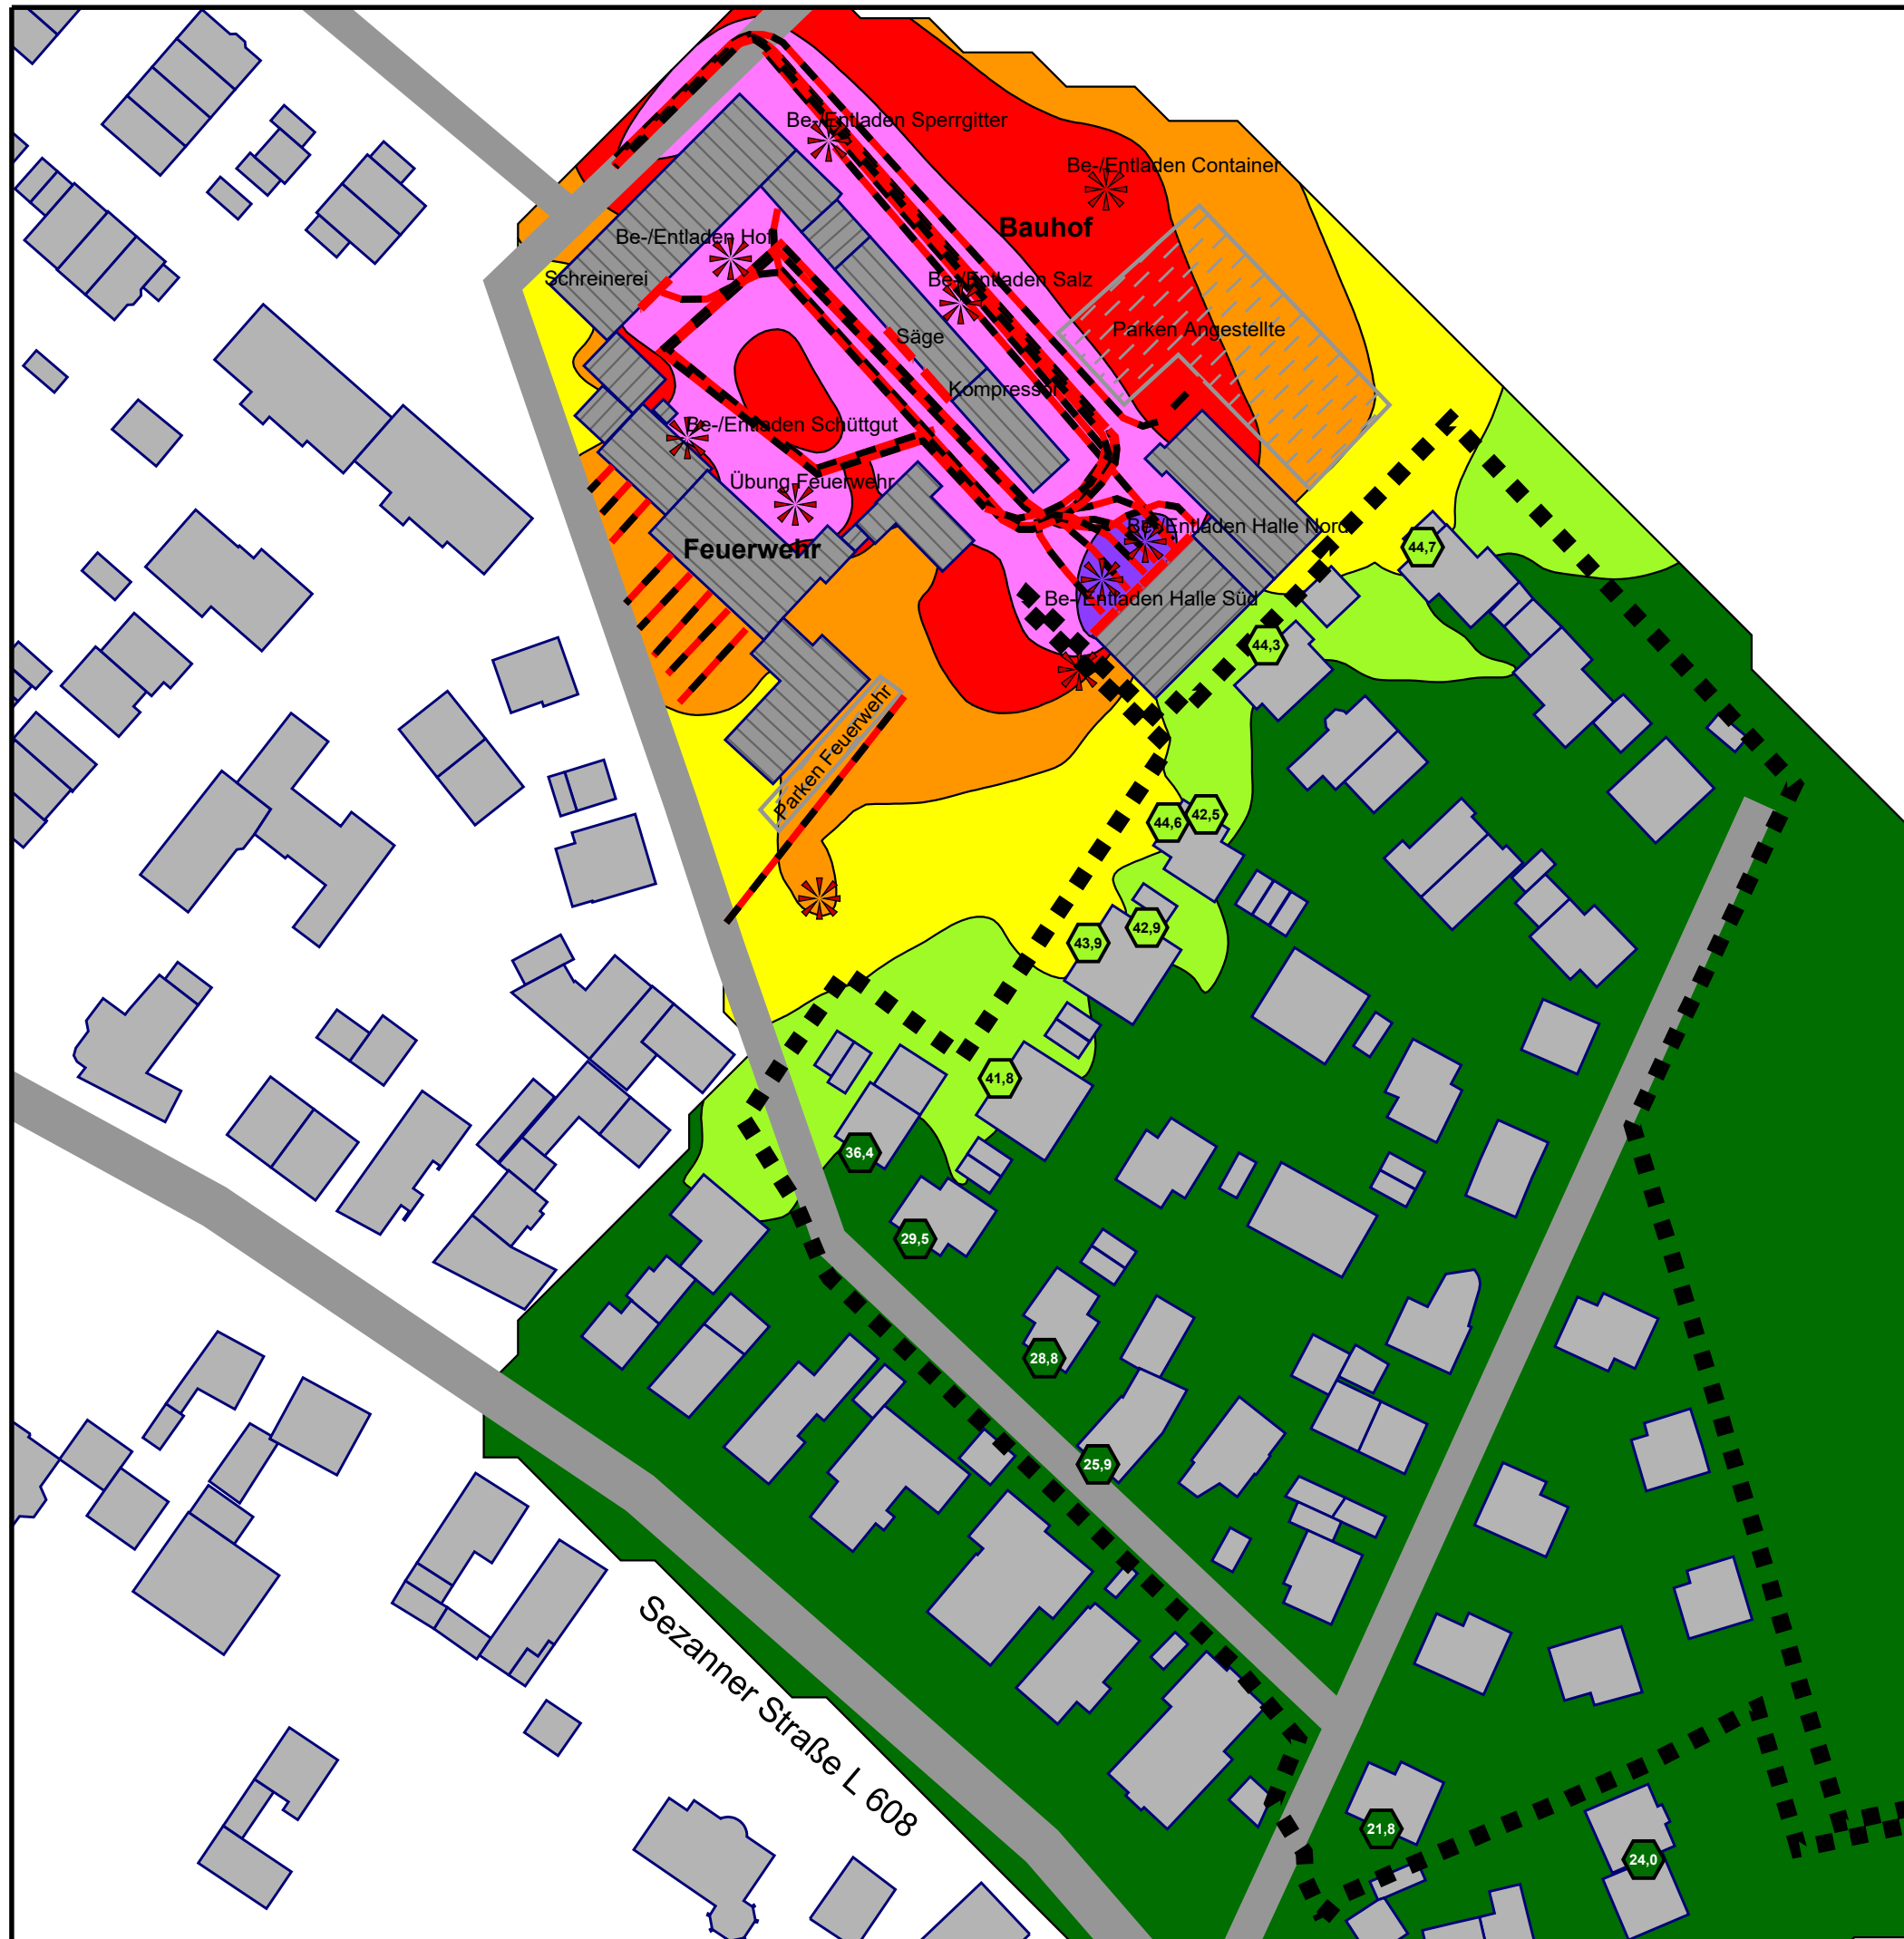 Be-/Entladen Sperrgitter
Be-/Entladen Container
Bauhof
Be-/Entladen Hof
Schreinerei
Be-/Entladen Salz
Säge
Parken Angestellte
Kompressor
Be-/Entladen Schüttgut
Übung Feuerwehr
Be-/Entladen Halle Nord
Feuerwehr
44,7
Be-/Entladen Halle Süd
44,3
Parken Feuerwehr
44,6
42,5
43,9
42,9
41,8
36,4
29,5
28,8
25,9
Sezanner Straße L 608
21,8
24,0